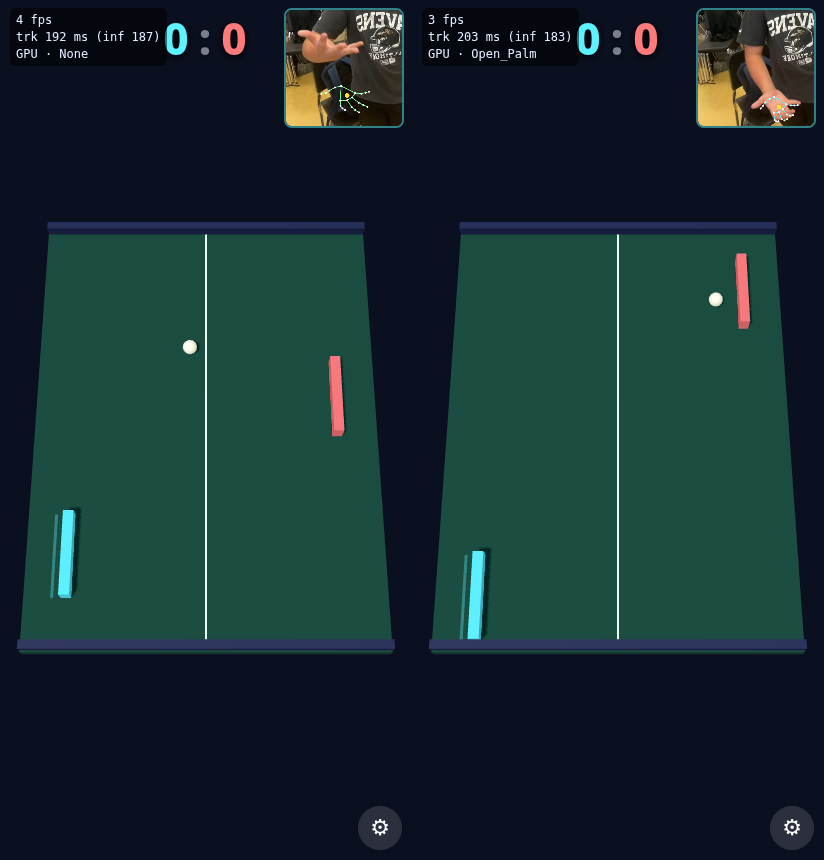 4 fps
trk 192 ms (inf 187)
GPU · None
0 : 0
3 fps
trk 203 ms (inf 183)
GPU · Open_Palm
0 : 0